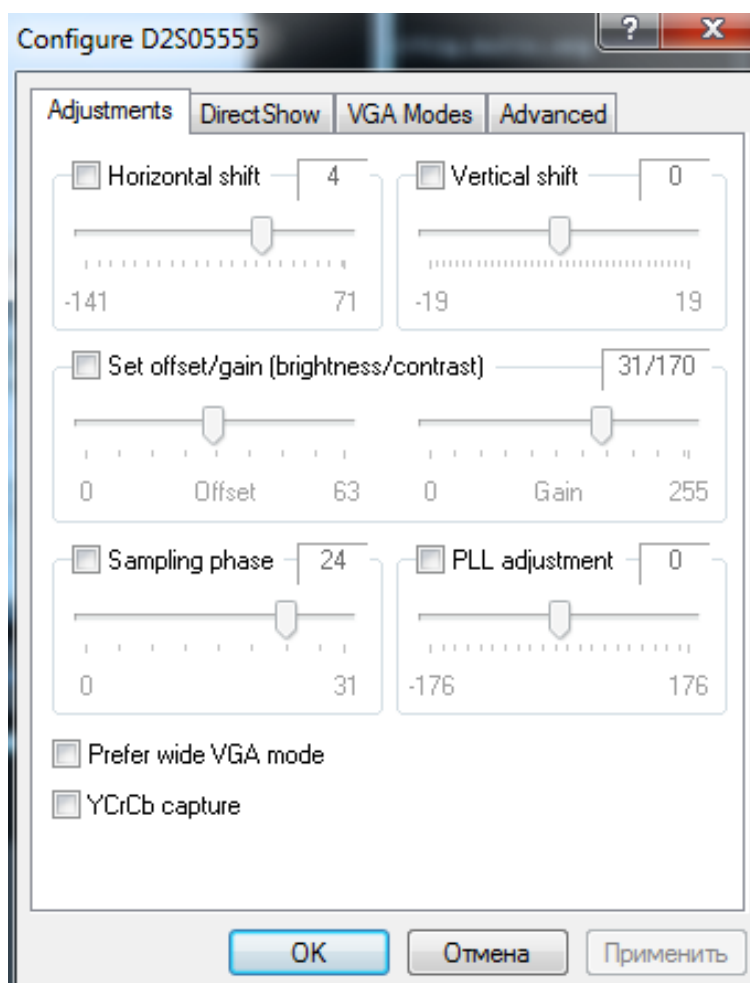 Configure D2S05555
?
X
Adjustments DirectShow VGA Modes Advanced
Horizontal shift 4 Vertical shift 0
-141 71 -19 19
Set offset/gain (brightness/contrast) 31/170
0 Offset 63 0 Gain 255
Sampling phase 24 PLL adjustment 0
0 31 -176 176
Prefer wide VGA mode
YCrCb capture
OK Отмена Применить